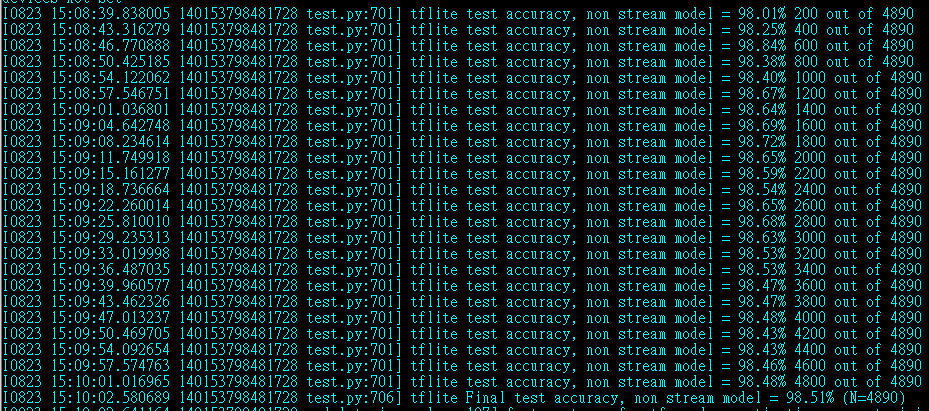 I0823 15:08:39.838005 140153798481728 test.py:701] tflite test accuracy, non stream model = 98.01% 200 out of 4890
I0823 15:08:43.316279 140153798481728 test.py:701] tflite test accuracy, non stream model = 98.25% 400 out of 4890
I0823 15:08:46.770888 140153798481728 test.py:701] tflite test accuracy, non stream model = 98.84% 600 out of 4890
I0823 15:08:50.425185 140153798481728 test.py:701] tflite test accuracy, non stream model = 98.38% 800 out of 4890
I0823 15:08:54.122062 140153798481728 test.py:701] tflite test accuracy, non stream model = 98.40% 1000 out of 4890
I0823 15:08:57.546751 140153798481728 test.py:701] tflite test accuracy, non stream model = 98.67% 1200 out of 4890
I0823 15:09:01.036801 140153798481728 test.py:701] tflite test accuracy, non stream model = 98.64% 1400 out of 4890
I0823 15:09:04.642748 140153798481728 test.py:701] tflite test accuracy, non stream model = 98.69% 1600 out of 4890
I0823 15:09:08.234614 140153798481728 test.py:701] tflite test accuracy, non stream model = 98.72% 1800 out of 4890
I0823 15:09:11.749918 140153798481728 test.py:701] tflite test accuracy, non stream model = 98.65% 2000 out of 4890
I0823 15:09:15.161277 140153798481728 test.py:701] tflite test accuracy, non stream model = 98.59% 2200 out of 4890
I0823 15:09:18.736664 140153798481728 test.py:701] tflite test accuracy, non stream model = 98.54% 2400 out of 4890
I0823 15:09:22.260014 140153798481728 test.py:701] tflite test accuracy, non stream model = 98.65% 2600 out of 4890
I0823 15:09:25.810010 140153798481728 test.py:701] tflite test accuracy, non stream model = 98.68% 2800 out of 4890
I0823 15:09:29.235313 140153798481728 test.py:701] tflite test accuracy, non stream model = 98.63% 3000 out of 4890
I0823 15:09:33.019998 140153798481728 test.py:701] tflite test accuracy, non stream model = 98.53% 3200 out of 4890
I0823 15:09:36.487035 140153798481728 test.py:701] tflite test accuracy, non stream model = 98.53% 3400 out of 4890
I0823 15:09:39.960577 140153798481728 test.py:701] tflite test accuracy, non stream model = 98.47% 3600 out of 4890
I0823 15:09:43.462326 140153798481728 test.py:701] tflite test accuracy, non stream model = 98.47% 3800 out of 4890
I0823 15:09:47.013237 140153798481728 test.py:701] tflite test accuracy, non stream model = 98.48% 4000 out of 4890
I0823 15:09:50.469705 140153798481728 test.py:701] tflite test accuracy, non stream model = 98.43% 4200 out of 4890
I0823 15:09:54.092654 140153798481728 test.py:701] tflite test accuracy, non stream model = 98.43% 4400 out of 4890
I0823 15:09:57.574763 140153798481728 test.py:701] tflite test accuracy, non stream model = 98.46% 4600 out of 4890
I0823 15:10:01.016965 140153798481728 test.py:701] tflite test accuracy, non stream model = 98.48% 4800 out of 4890
I0823 15:10:02.580689 140153798481728 test.py:706] tflite Final test accuracy, non stream model = 98.51% (N=4890)